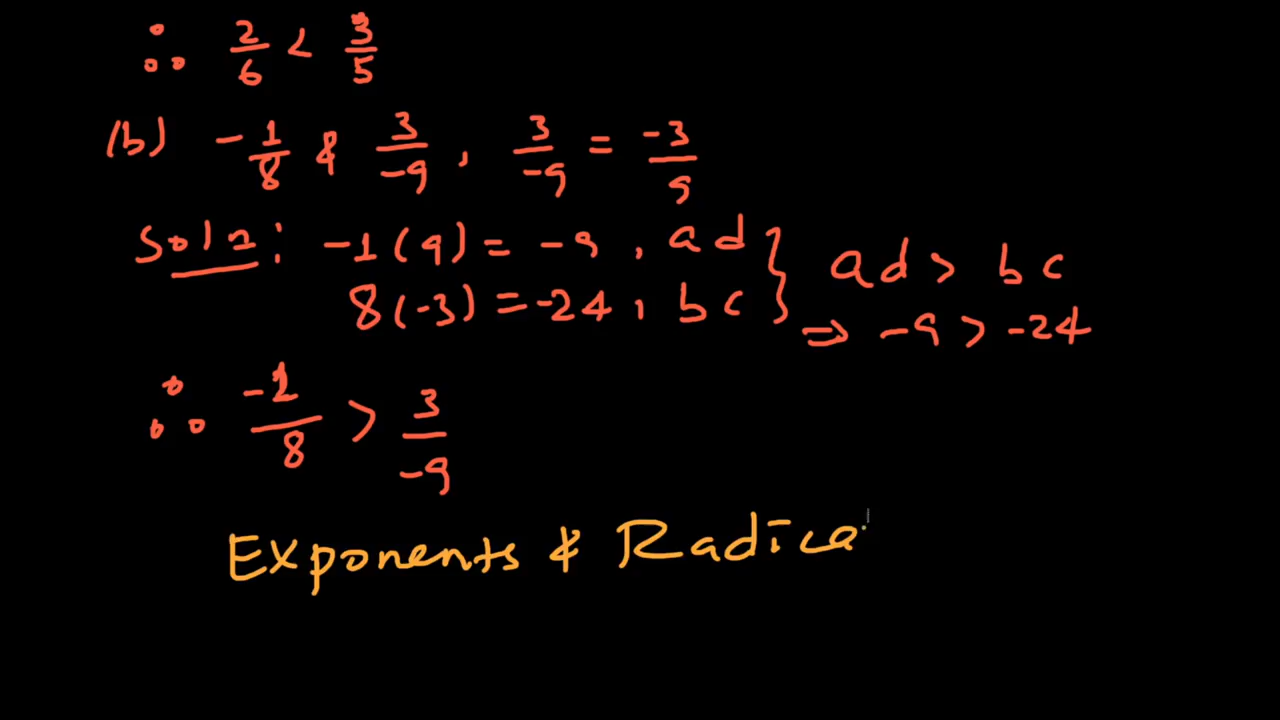 ∴ 2/6 < 3/5
(b) -1/8 & 3/-9, 3/-9 = -3/9
Soln: -1(9) = -9, ad } ad > bc
8(-3) = -24, bc } ⇒ -9 > -24
∴ -1/8 > 3/-9
Exponents & Radica